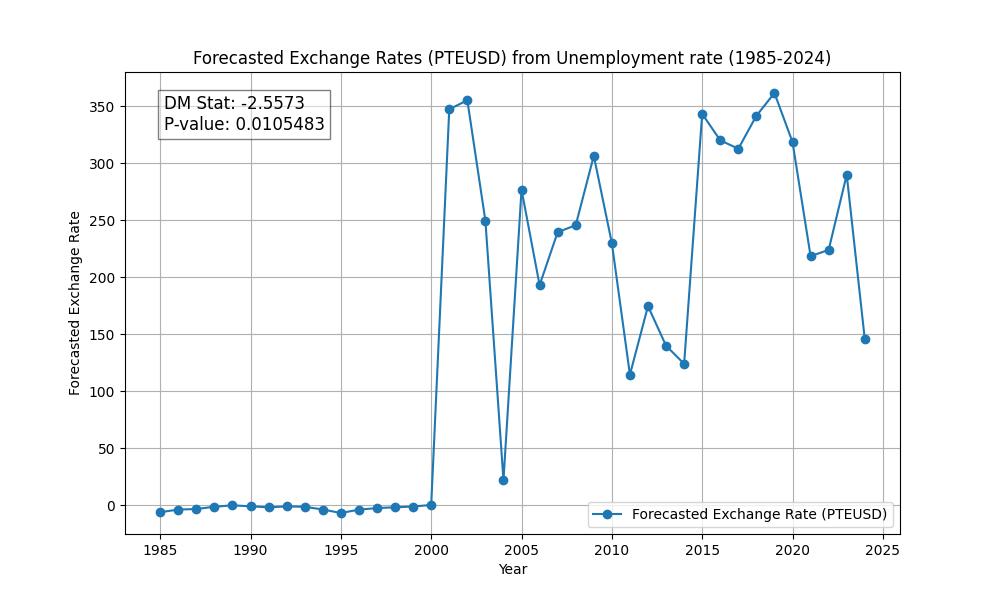 Forecasted Exchange Rates (PTEUSD) from Unemployment rate (1985-2024)
DM Stat: -2.5573
P-value: 0.0105483
Forecasted Exchange Rate
350
300
250
200
150
100
50
0
Forecasted Exchange Rate (PTEUSD)
1985 1990 1995 2000 2005 2010 2015 2020 2025
Year